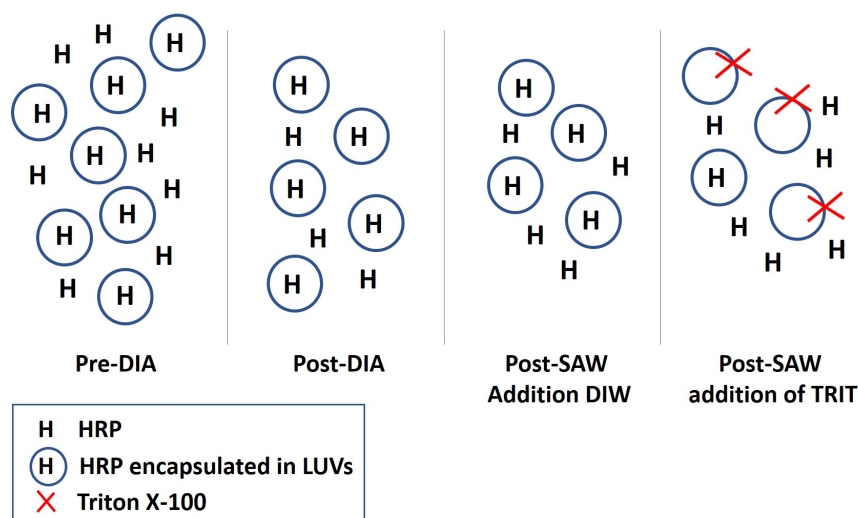 H H
H
H
H H
H H
H
H
H
H
H
H H
Pre-DIA
H
H H
H
H
H
H H
Post-DIA
H
H H
H
H
H
H
H
Post-SAW
Addition DIW
H
H
H
H
H
H
H
Post-SAW
addition of TRIT
H HRP
H HRP encapsulated in LUVs
Triton X-100